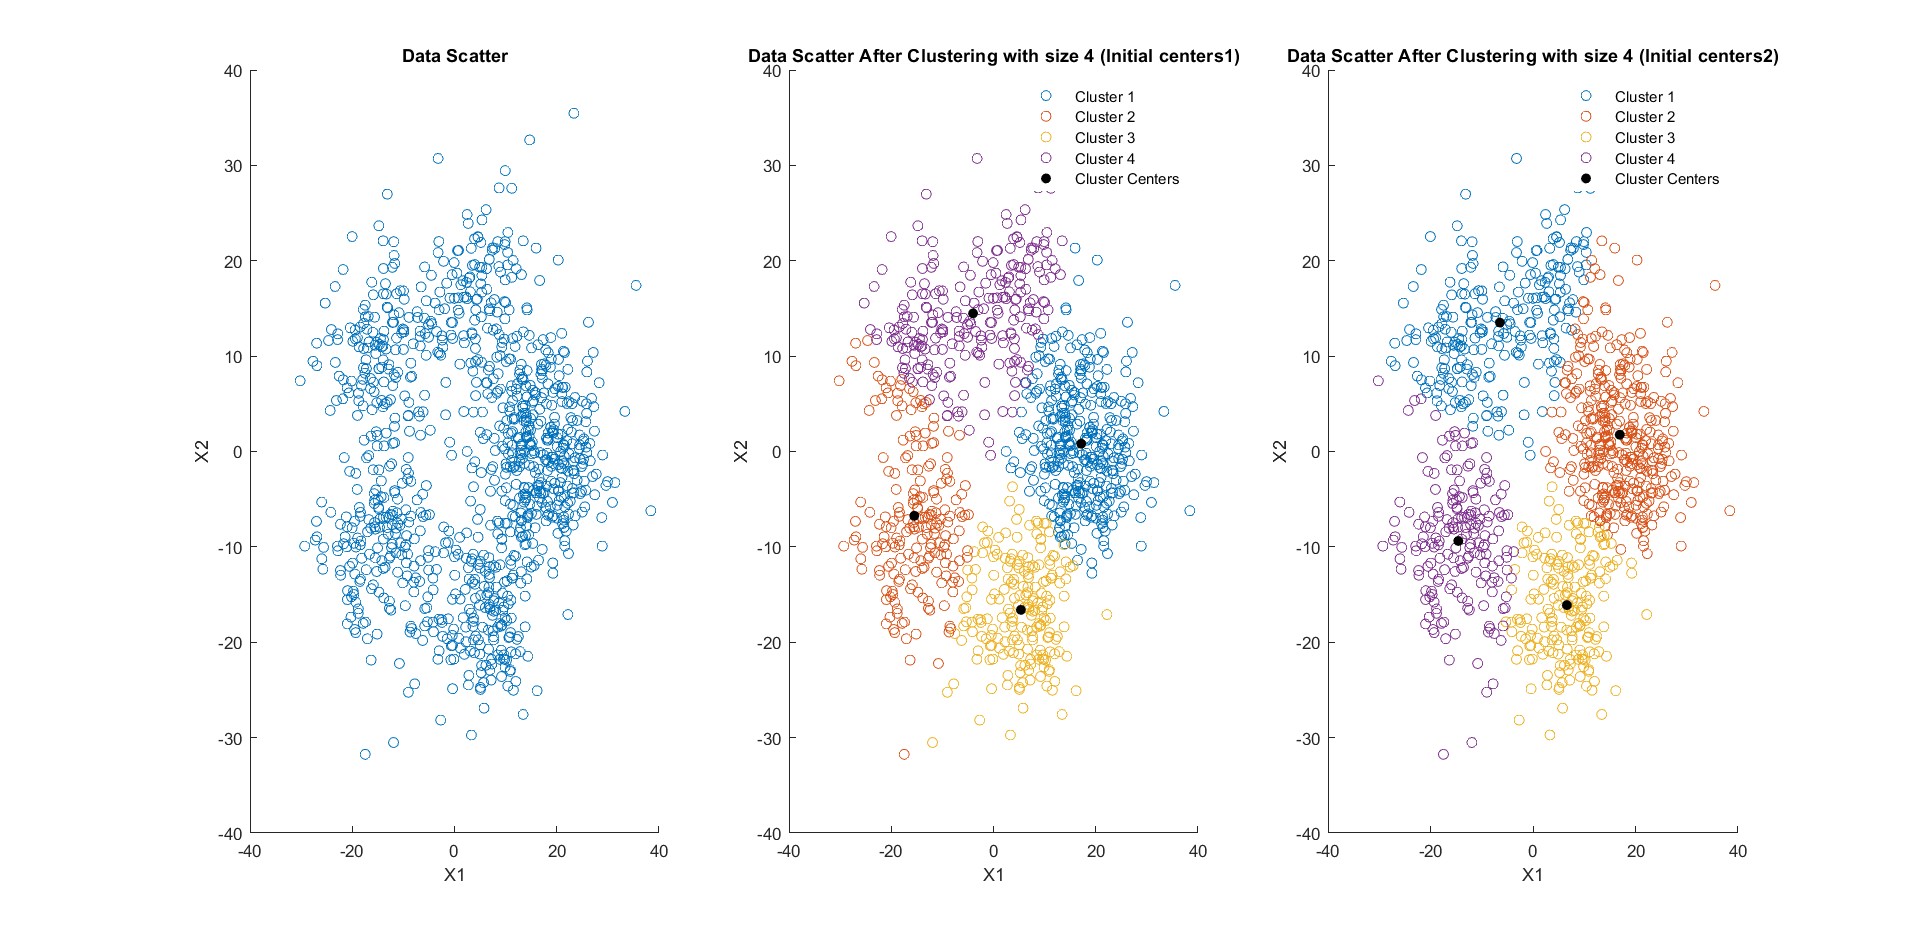 Data Scatter
40
30
20
10
0
-10
-20
-30
-40
-40 -20 0 20 40
X1
X2
Data Scatter After Clustering with size 4 (Initial centers1)
Cluster 1
Cluster 2
Cluster 3
Cluster 4
Cluster Centers
40
30
20
10
0
-10
-20
-30
-40
-40 -20 0 20 40
X1
X2
Data Scatter After Clustering with size 4 (Initial centers2)
Cluster 1
Cluster 2
Cluster 3
Cluster 4
Cluster Centers
40
30
20
10
0
-10
-20
-30
-40
-40 -20 0 20 40
X1
X2